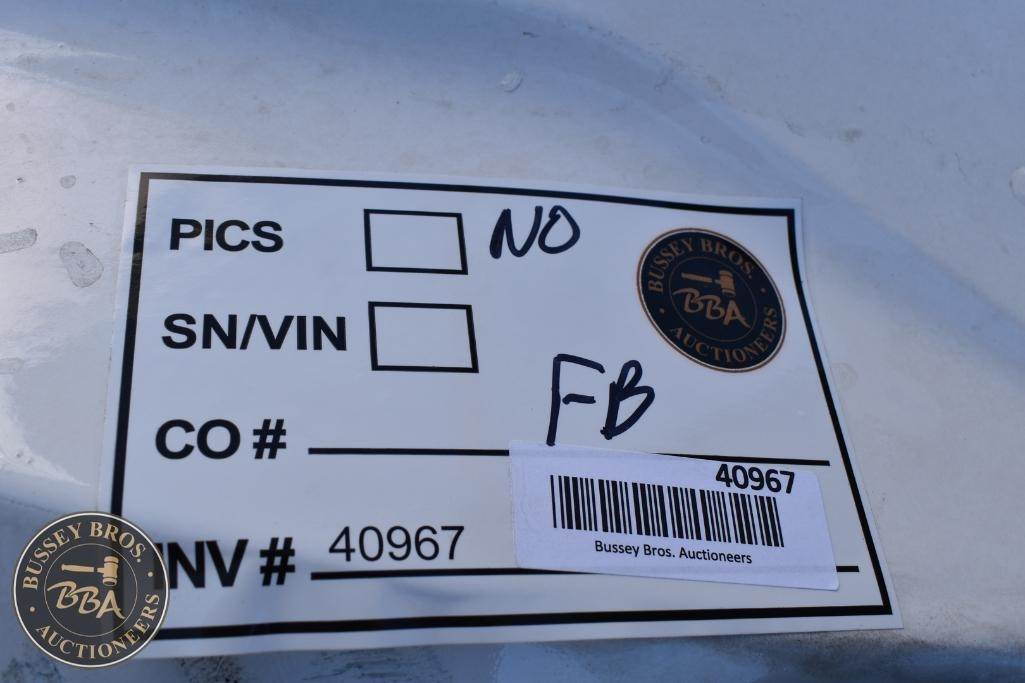 PICS NO
BUSSEY BROS.
BBA
AUCTIONEERS
SN/VIN
FB
CO #
40967
Bussey Bros. Auctioneers
INV # 40967
BUSSEY BROS.
BBA
AUCTIONEERS